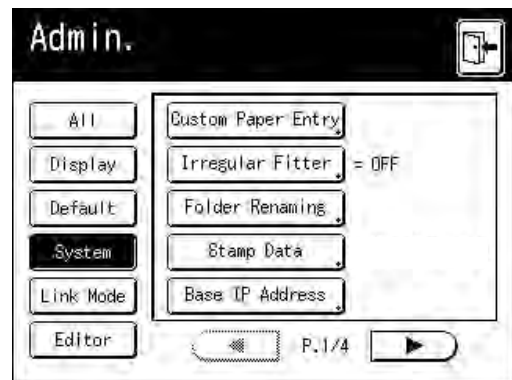 Admin.
All
Display
Default
System
Link Mode
Editor
Custom Paper Entry
Irregular Fitter = OFF
Folder Renaming
Stamp Data
Base IP Address
P.1/4